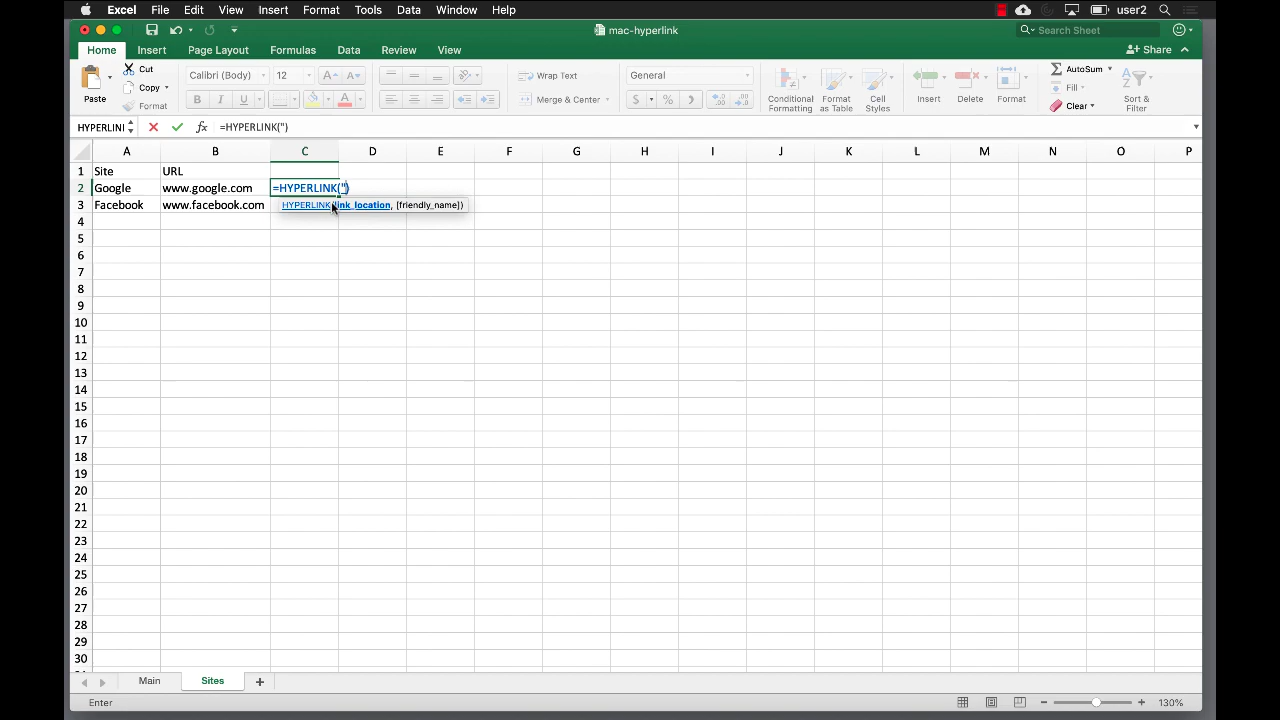 Excel File Edit View Insert Format Tools Data Window Help user2
mac-hyperlink Search Sheet
Home Insert Page Layout Formulas Data Review View Share
Paste Cut Copy Format
Calibri (Body) 12 A A Wrap Text General
B I U A Merge & Center $ % )
Conditional Formatting Format as Table Cell Styles Insert Delete Format
AutoSum Fill Clear Sort & Filter
HYPERLINI fx =HYPERLINK(")
A B C D E F G H I J K L M N O P
1 Site URL
2 Google www.google.com =HYPERLINK(")
3 Facebook www.facebook.com HYPERLINK(link_location, [friendly_name])
4
5
6
7
8
9
10
11
12
13
14
15
16
17
18
19
20
21
22
23
24
25
26
27
28
29
30
Main Sites +
Enter 130%